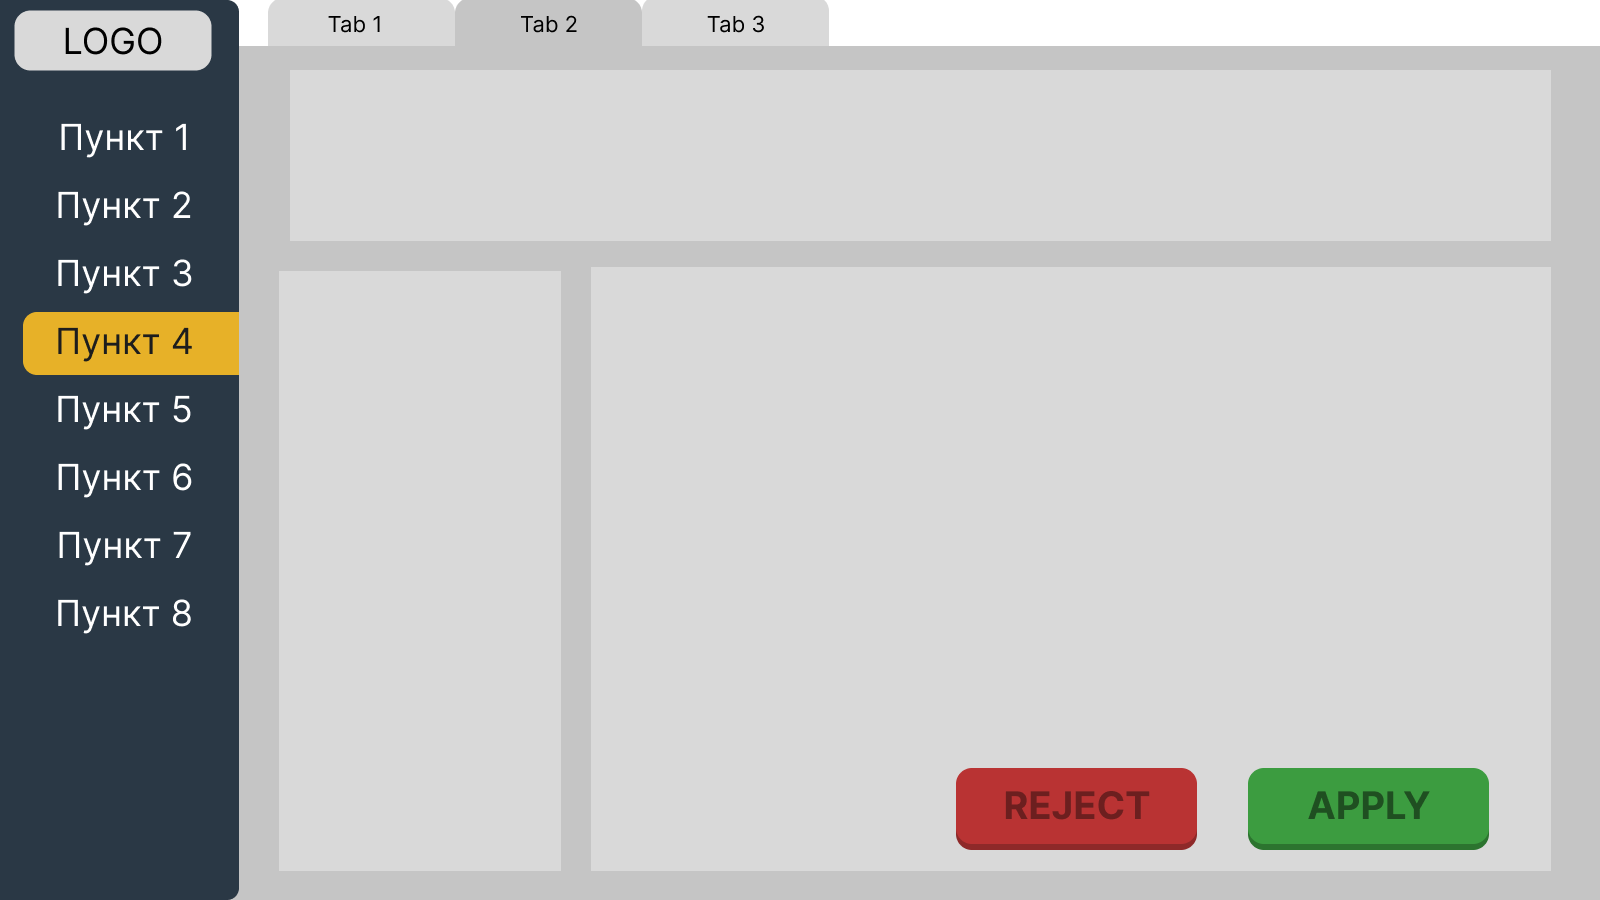 LOGO
Tab 1
Tab 2
Tab 3
Пункт 1
Пункт 2
Пункт 3
Пункт 4
Пункт 5
Пункт 6
Пункт 7
Пункт 8
REJECT
APPLY